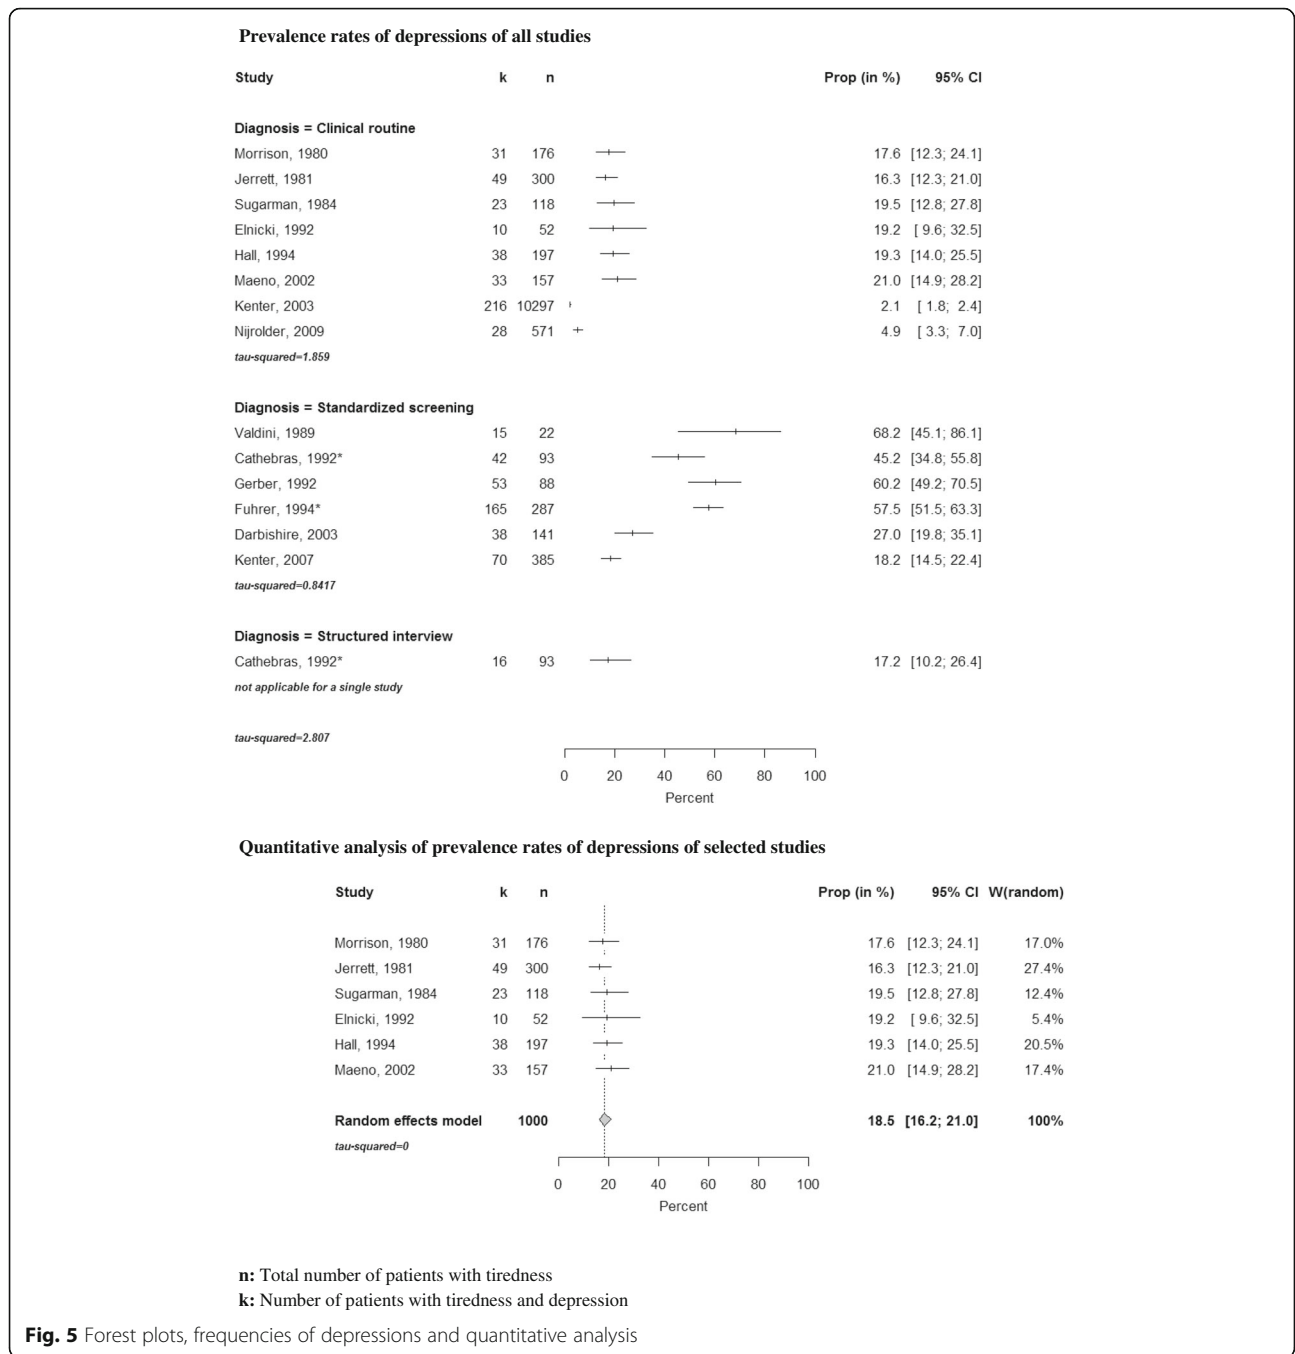 Prevalence rates of depressions of all studies
Study k n Prop (in %) 95% CI
Diagnosis = Clinical routine
Morrison, 1980 31 176 17.6 [12.3; 24.1]
Jerrett, 1981 49 300 16.3 [12.3; 21.0]
Sugarman, 1984 23 118 19.5 [12.8; 27.8]
Elnicki, 1992 10 52 19.2 [ 9.6; 32.5]
Hall, 1994 38 197 19.3 [14.0; 25.5]
Maeno, 2002 33 157 21.0 [14.9; 28.2]
Kenter, 2003 216 10297 2.1 [ 1.8; 2.4]
Nijrolder, 2009 28 571 4.9 [ 3.3; 7.0]
tau-squared=1.859
Diagnosis = Standardized screening
Valdini, 1989 15 22 68.2 [45.1; 86.1]
Cathebras, 1992* 42 93 45.2 [34.8; 55.8]
Gerber, 1992 53 88 60.2 [49.2; 70.5]
Fuhrer, 1994* 165 287 57.5 [51.5; 63.3]
Darbishire, 2003 38 141 27.0 [19.8; 35.1]
Kenter, 2007 70 385 18.2 [14.5; 22.4]
tau-squared=0.8417
Diagnosis = Structured interview
Cathebras, 1992* 16 93 17.2 [10.2; 26.4]
not applicable for a single study
tau-squared=2.807
0 20 40 60 80 100
Percent
Quantitative analysis of prevalence rates of depressions of selected studies
Study k n Prop (in %) 95% CI W(random)
Morrison, 1980 31 176 17.6 [12.3; 24.1] 17.0%
Jerrett, 1981 49 300 16.3 [12.3; 21.0] 27.4%
Sugarman, 1984 23 118 19.5 [12.8; 27.8] 12.4%
Elnicki, 1992 10 52 19.2 [ 9.6; 32.5] 5.4%
Hall, 1994 38 197 19.3 [14.0; 25.5] 20.5%
Maeno, 2002 33 157 21.0 [14.9; 28.2] 17.4%
Random effects model 1000 18.5 [16.2; 21.0] 100%
tau-squared=0
0 20 40 60 80 100
Percent
n: Total number of patients with tiredness
k: Number of patients with tiredness and depression
Fig. 5 Forest plots, frequencies of depressions and quantitative analysis